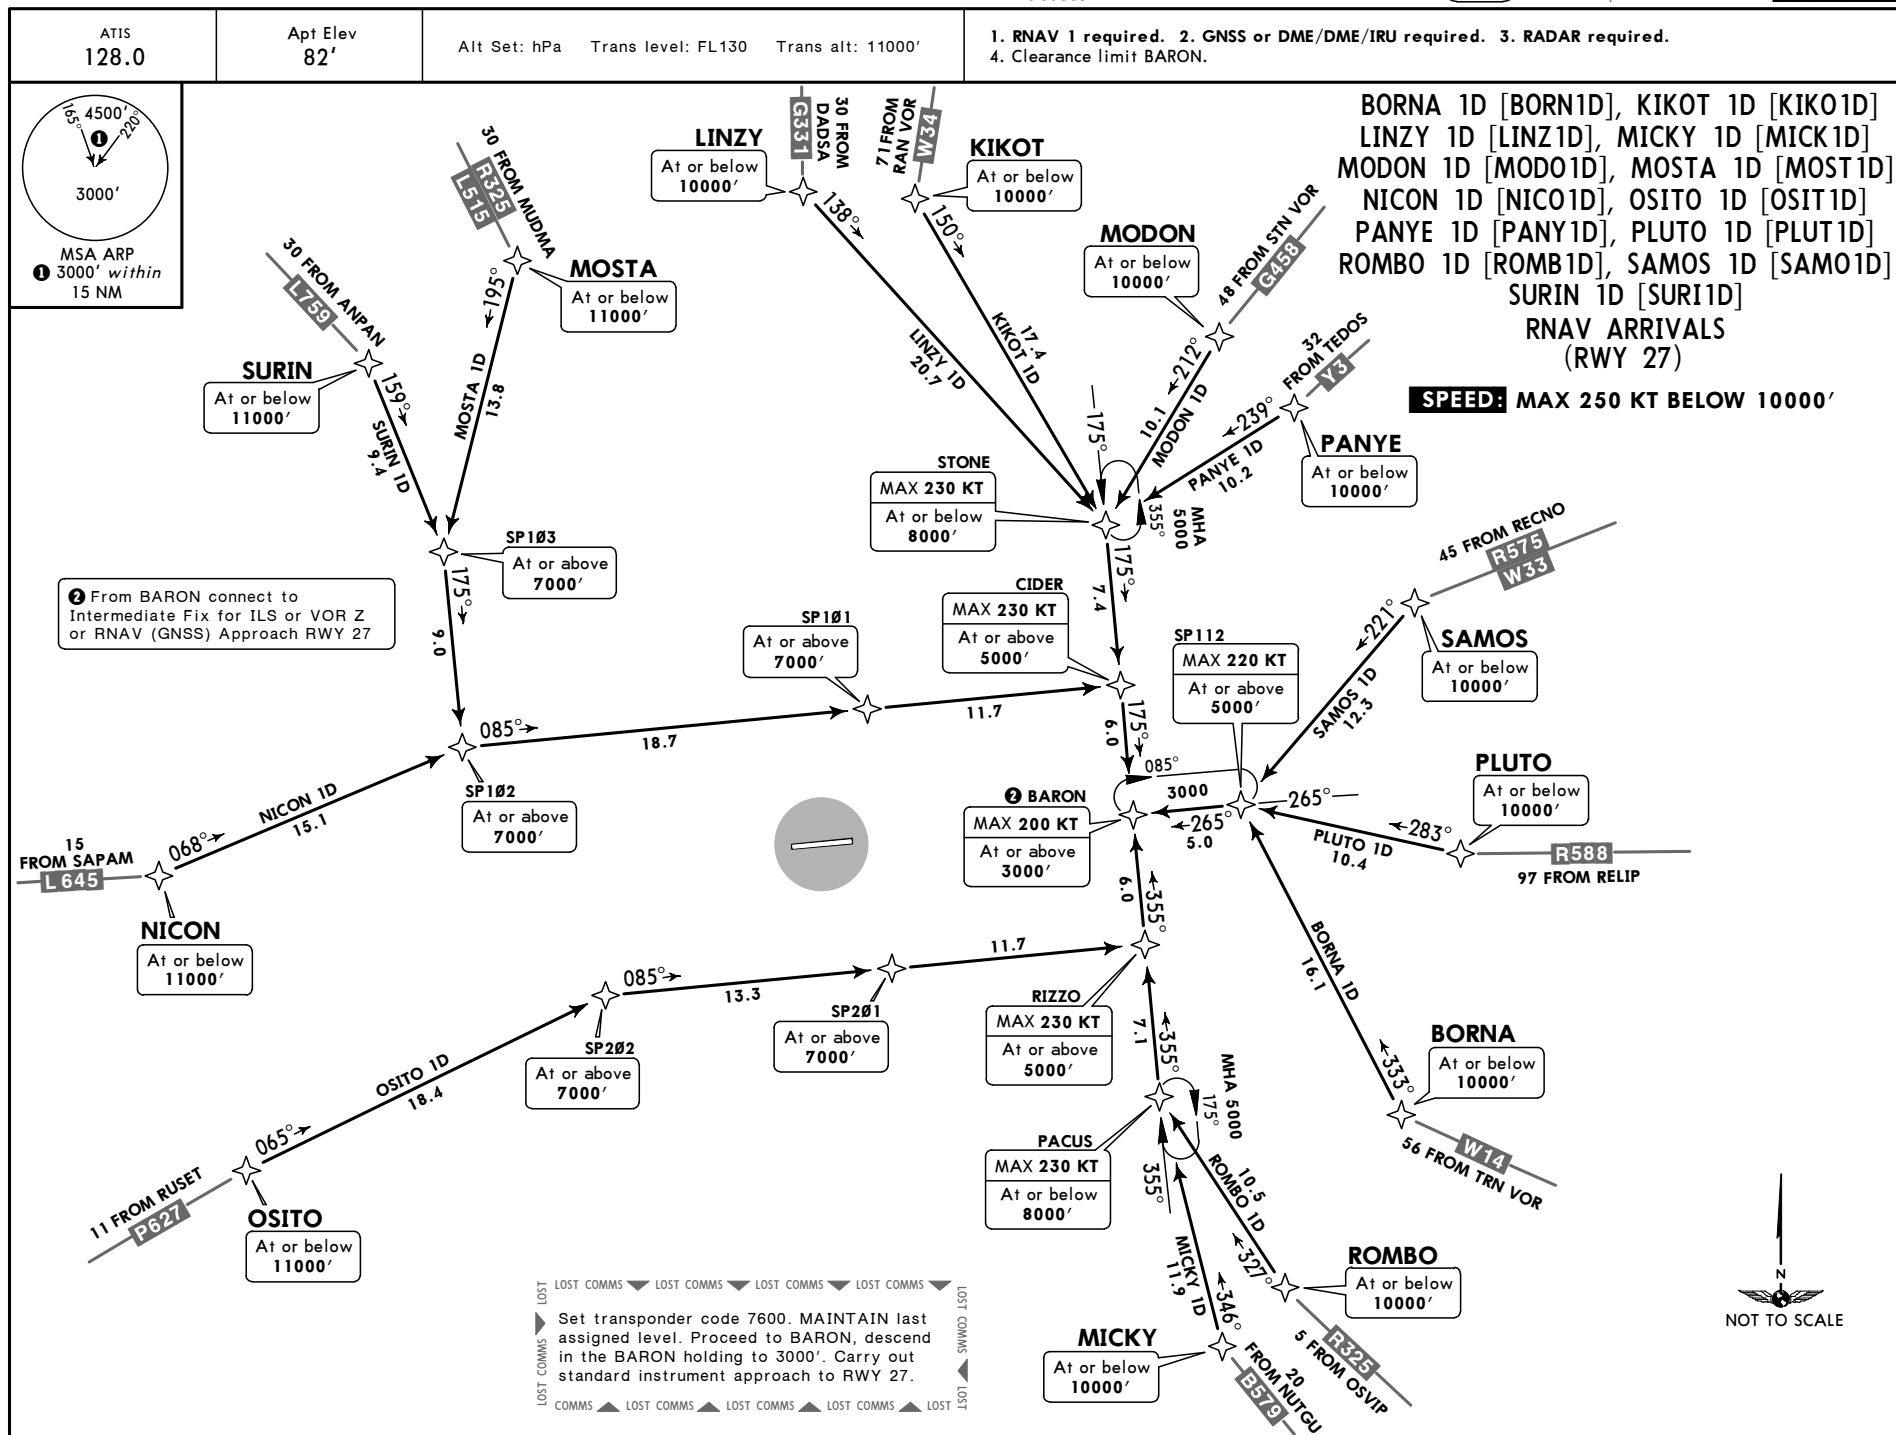 ATIS
128.0
Apt Elev
82'
Alt Set: hPa Trans level: FL130 Trans alt: 11000'
1. RNAV 1 required. 2. GNSS or DME/DME/IRU required. 3. RADAR required.
4. Clearance limit BARON.
4500'
165°
220°
1
3000'
MSA ARP
1 3000' within
15 NM
BORNA 1D [BORN1D], KIKOT 1D [KIKO1D]
LINZY 1D [LINZ1D], MICKY 1D [MICK1D]
MODON 1D [MODO1D], MOSTA 1D [MOST1D]
NICON 1D [NICO1D], OSITO 1D [OSIT1D]
PANYE 1D [PANY1D], PLUTO 1D [PLUT1D]
ROMBO 1D [ROMB1D], SAMOS 1D [SAMO1D]
SURIN 1D [SURI1D]
RNAV ARRIVALS
(RWY 27)
SPEED: MAX 250 KT BELOW 10000'
30 FROM ANPAN
L759
SURIN
At or below
11000'
159°
SURIN 1D
9.4
30 FROM MUDMA
R325
L515
MOSTA
At or below
11000'
195°
MOSTA 1D
13.8
LINZY
At or below
10000'
G331
30 FROM
DADSA
138°
LINZY 1D
20.7
71 FROM
RAN VOR
W34
KIKOT
At or below
10000'
150°
17.4
KIKOT 1D
MODON
At or below
10000'
48 FROM STN VOR
G458
212°
10.1
MODON 1D
32
FROM TEDOS
Y3
239°
PANYE 1D
10.2
PANYE
At or below
10000'
175°
STONE
MAX 230 KT
At or below
8000'
355°
MHA
5000
175°
7.4
SP1Ø3
At or above
7000'
175°
9.0
2 From BARON connect to
Intermediate Fix for ILS or VOR Z
or RNAV (GNSS) Approach RWY 27
CIDER
MAX 230 KT
At or above
5000'
SP1Ø1
At or above
7000'
11.7
175°
6.0
SP112
MAX 220 KT
At or above
5000'
45 FROM RECNO
R575
W33
221°
SAMOS
At or below
10000'
SAMOS 1D
12.3
085°
18.7
SP1Ø2
At or above
7000'
NICON 1D
15.1
068°
15
FROM SAPAM
L645
NICON
At or below
11000'
085°
3000
265°
265°
5.0
2 BARON
MAX 200 KT
At or above
3000'
PLUTO
At or below
10000'
283°
PLUTO 1D
10.4
R588
97 FROM RELIP
355°
6.0
11.7
085°
13.3
SP2Ø1
At or above
7000'
SP2Ø2
At or above
7000'
RIZZO
MAX 230 KT
At or above
5000'
355°
7.1
BORNA 1D
16.1
BORNA
At or below
10000'
333°
W14
56 FROM TRN VOR
OSITO 1D
18.4
065°
11 FROM RUSET
P627
OSITO
At or below
11000'
MHA 5000
175°
PACUS
MAX 230 KT
At or below
8000'
355°
10.5
ROMBO 1D
327°
ROMBO
At or below
10000'
R325
5 FROM OSVIP
MICKY 1D
11.9
346°
MICKY
At or below
10000'
20
FROM NUTGU
B579
LOST COMMS LOST COMMS LOST COMMS LOST COMMS
LOST COMMS LOST
Set transponder code 7600. MAINTAIN last
assigned level. Proceed to BARON, descend
in the BARON holding to 3000'. Carry out
standard instrument approach to RWY 27.
LOST COMMS LOST
COMMS LOST COMMS LOST COMMS LOST COMMS LOST
N
NOT TO SCALE